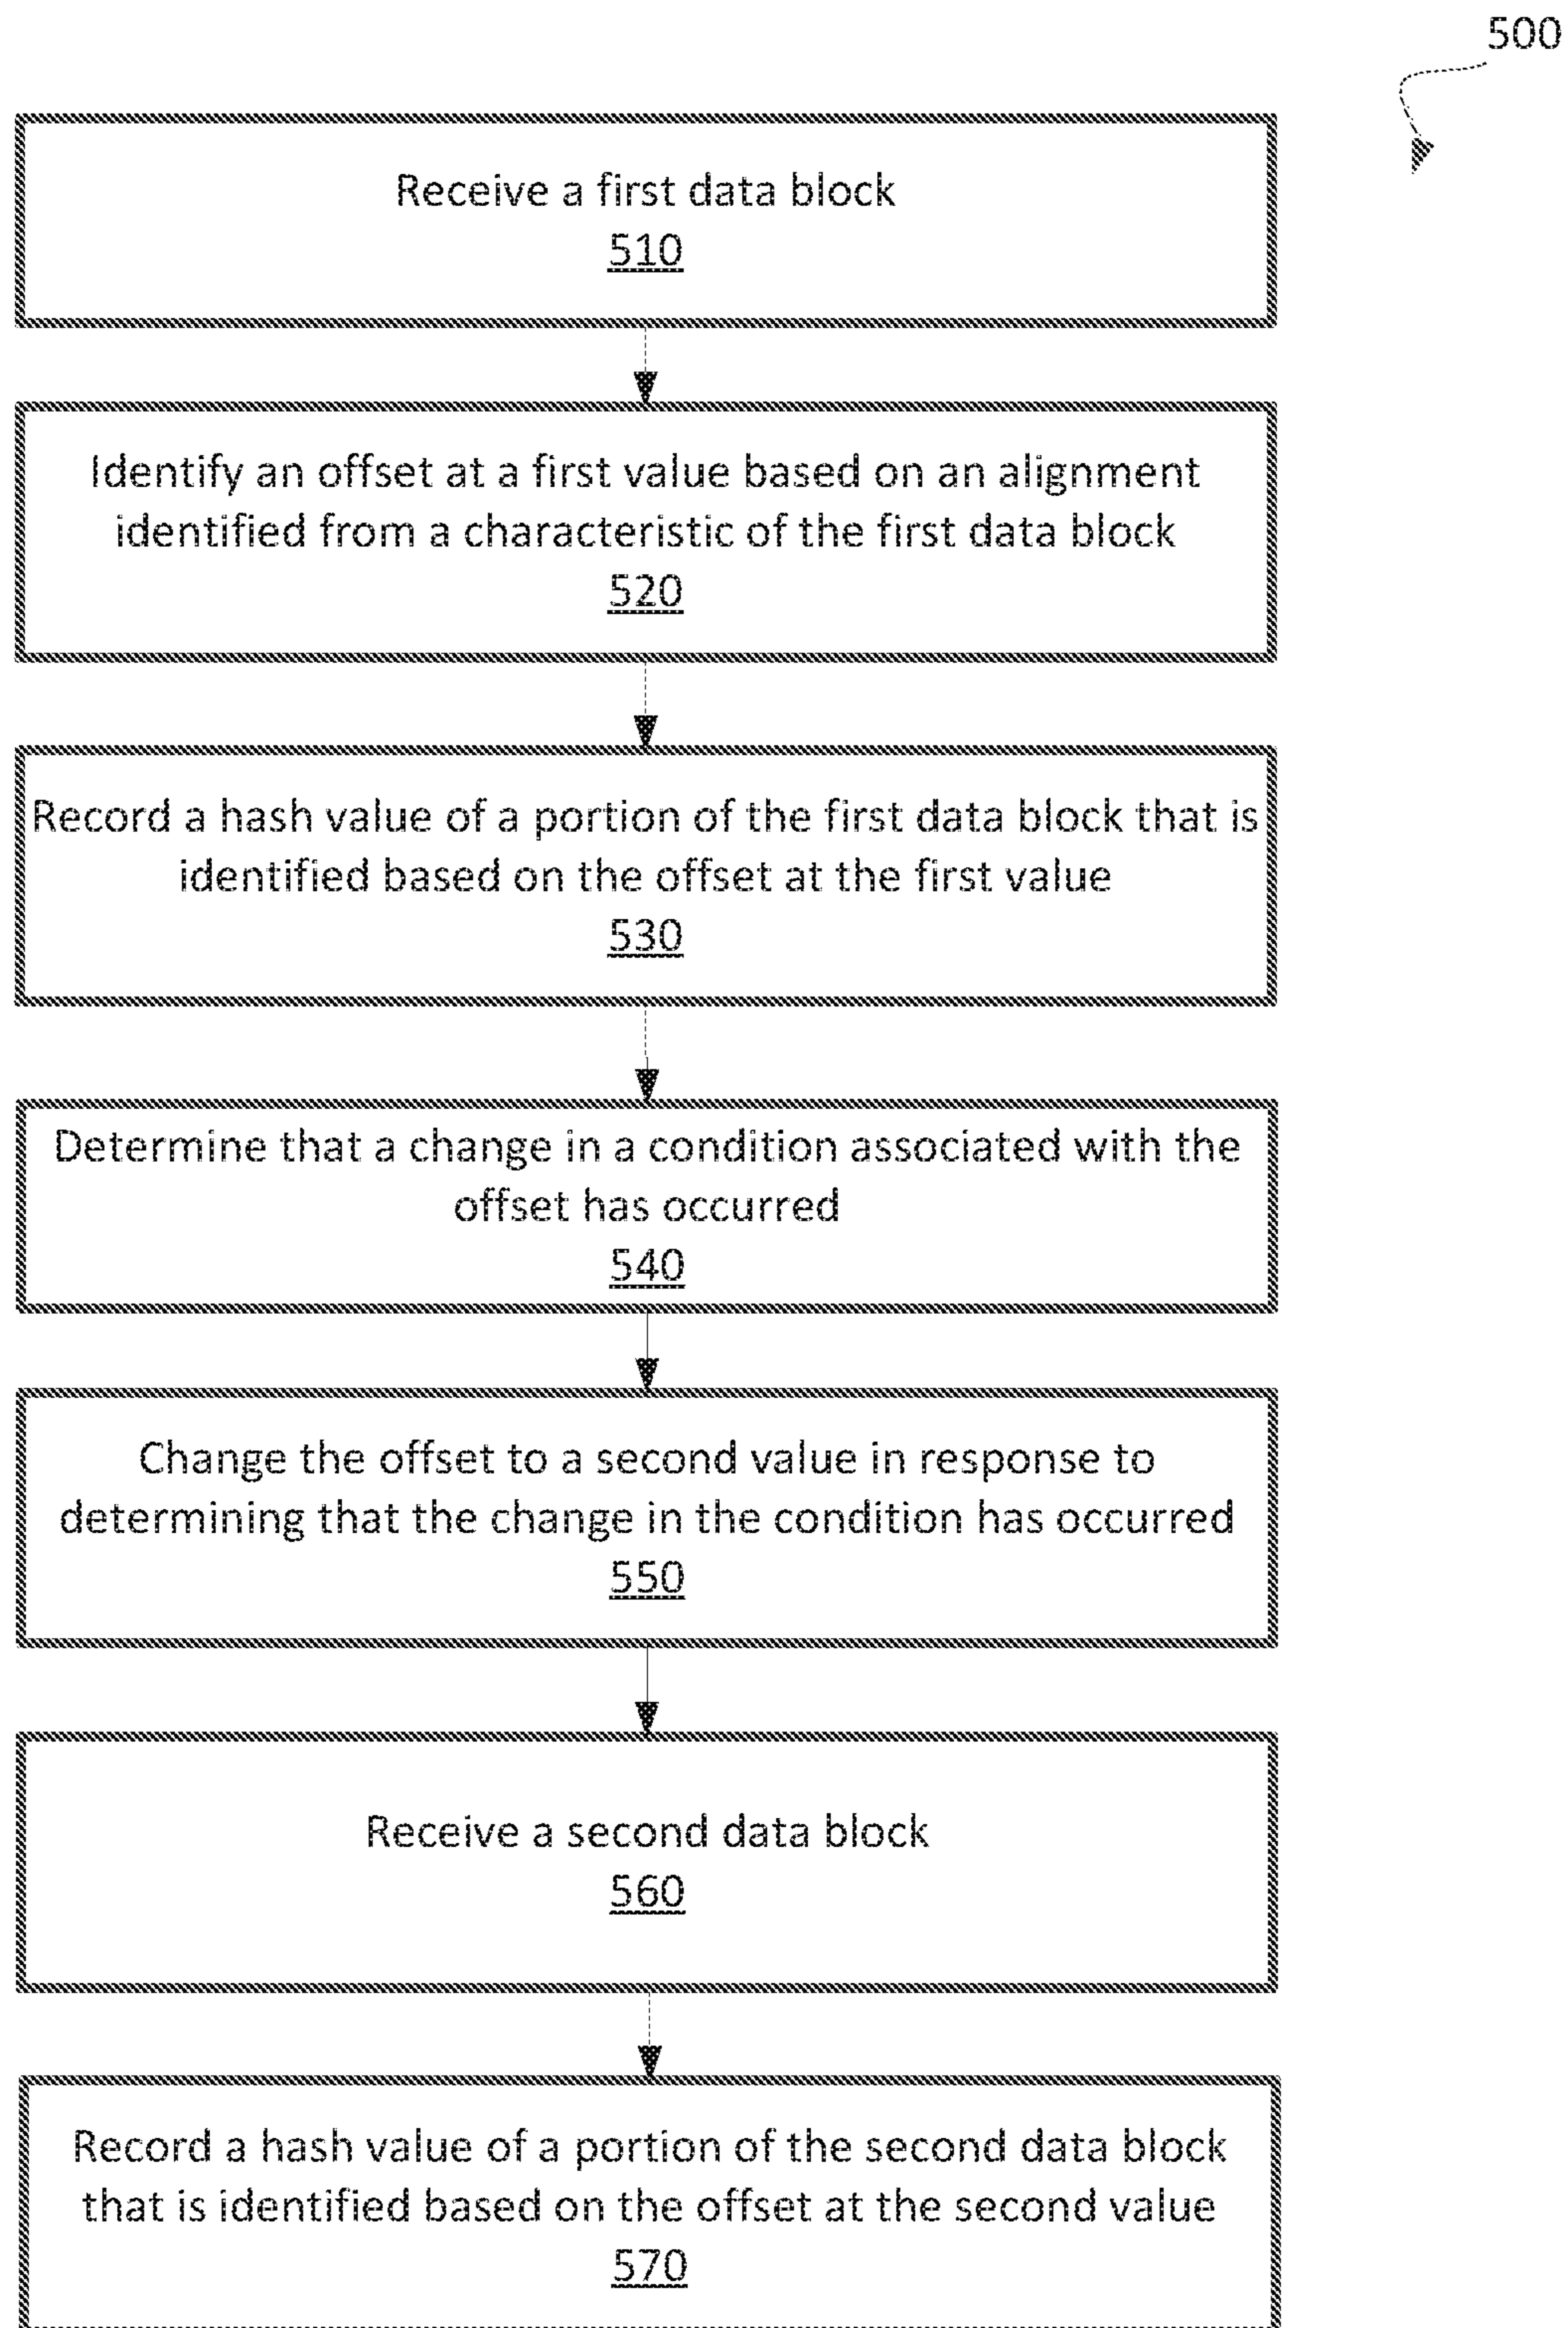 500
Receive a first data block
510
Identify an offset at a first value based on an alignment
identified from a characteristic of the first data block
520
Record a hash value of a portion of the first data block that is
identified based on the offset at the first value
530
Determine that a change in a condition associated with the
offset has occurred
540
Change the offset to a second value in response to
determining that the change in the condition has occurred
550
Receive a second data block
560
Record a hash value of a portion of the second data block
that is identified based on the offset at the second value
570